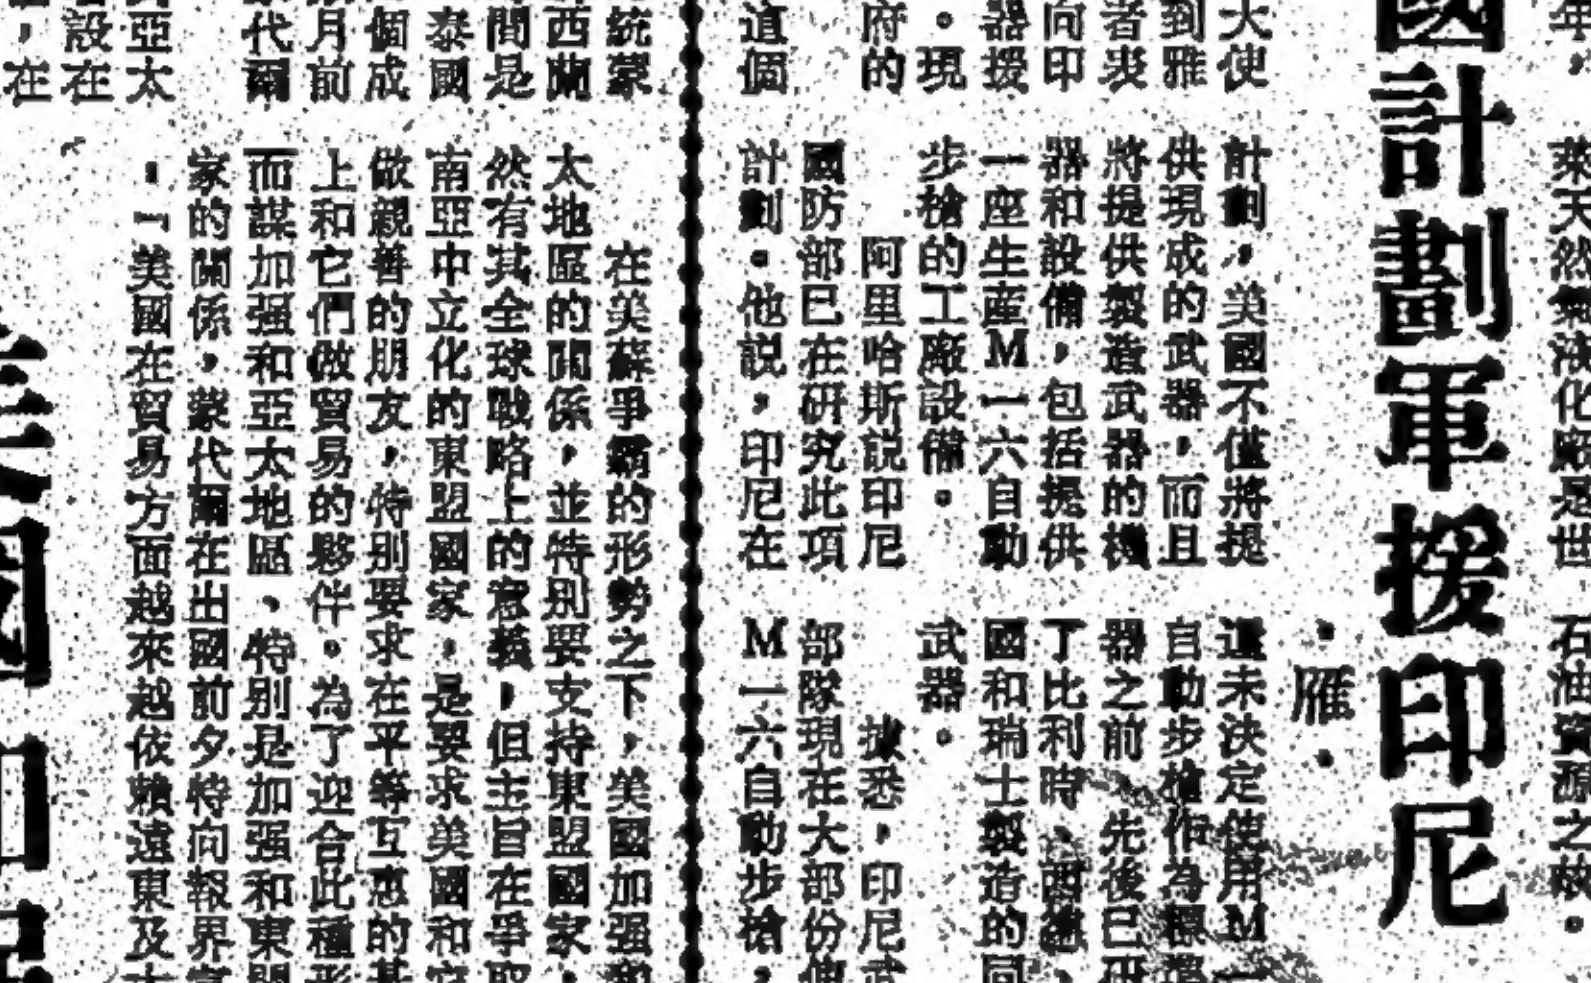 年，
萊天然氣液化廠是世
石油資源之故。
國計劃軍援印尼
・雁・
大使
到雅
者表
向印
器援
。現
府的
這個
計劃，美國不僅將提
供現成的武器，而且
將提供製造武器的機
器和設備，包括提供
一座生產M一六自動
步槍的工廠設備。
阿里哈斯説印尼
國防部已在研究此項
計劃。他説，印尼在
還未決定使用M一
自動步槍作為標準
器之前，先後已研
丁比利時、西德、
國和瑞士製造的同
武器。
據悉，印尼武
部隊現在大部份使
M一六自動步槍，
統蒙
西蘭
間是
泰國
個成
月前
代爾
亞太
設在
，在
在美蘇爭霸的形勢之下，美國加强和
太地區的關係，並特別要支持東盟國家，
然有其全球戰略上的意義，但主旨在爭取
南亞中立化的東盟國家，是要求美國和它
做親善的朋友，特別要求在平等互惠的基
上和它們做貿易的夥伴。為了迎合此種形
而謀加强和亞太地區、特別是加强和東盟
家的關係，蒙代爾在出國前夕特向報界宣
：「美國在貿易方面越來越依賴遠東及
美國和